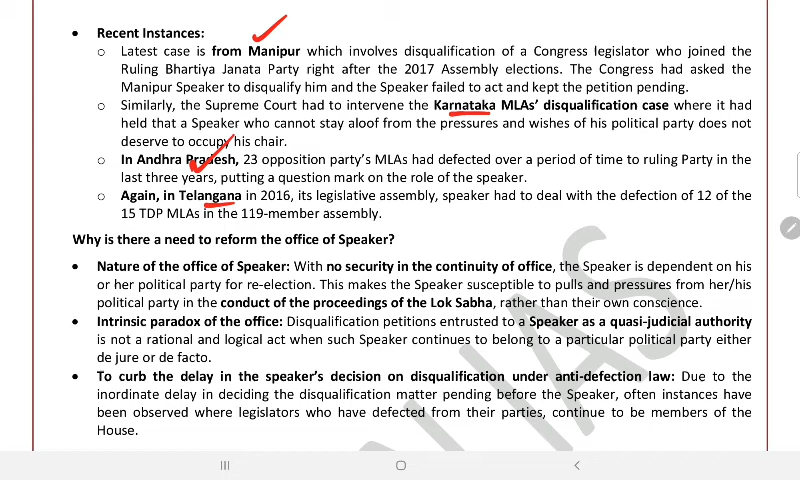 • Recent Instances:
o Latest case is from Manipur which involves disqualification of a Congress legislator who joined the
Ruling Bhartiya Janata Party right after the 2017 Assembly elections. The Congress had asked the
Manipur Speaker to disqualify him and the Speaker failed to act and kept the petition pending.
o Similarly, the Supreme Court had to intervene the Karnataka MLAs’ disqualification case where it had
held that a Speaker who cannot stay aloof from the pressures and wishes of his political party does not
deserve to occupy his chair.
o In Andhra Pradesh, 23 opposition party’s MLAs had defected over a period of time to ruling Party in the
last three years, putting a question mark on the role of the speaker.
o Again, in Telangana in 2016, its legislative assembly, speaker had to deal with the defection of 12 of the
15 TDP MLAs in the 119-member assembly.
Why is there a need to reform the office of Speaker?
• Nature of the office of Speaker: With no security in the continuity of office, the Speaker is dependent on his
or her political party for re-election. This makes the Speaker susceptible to pulls and pressures from her/his
political party in the conduct of the proceedings of the Lok Sabha, rather than their own conscience.
• Intrinsic paradox of the office: Disqualification petitions entrusted to a Speaker as a quasi-judicial authority
is not a rational and logical act when such Speaker continues to belong to a particular political party either
de jure or de facto.
• To curb the delay in the speaker’s decision on disqualification under anti-defection law: Due to the
inordinate delay in deciding the disqualification matter pending before the Speaker, often instances have
been observed where legislators who have defected from their parties, continue to be members of the
House.